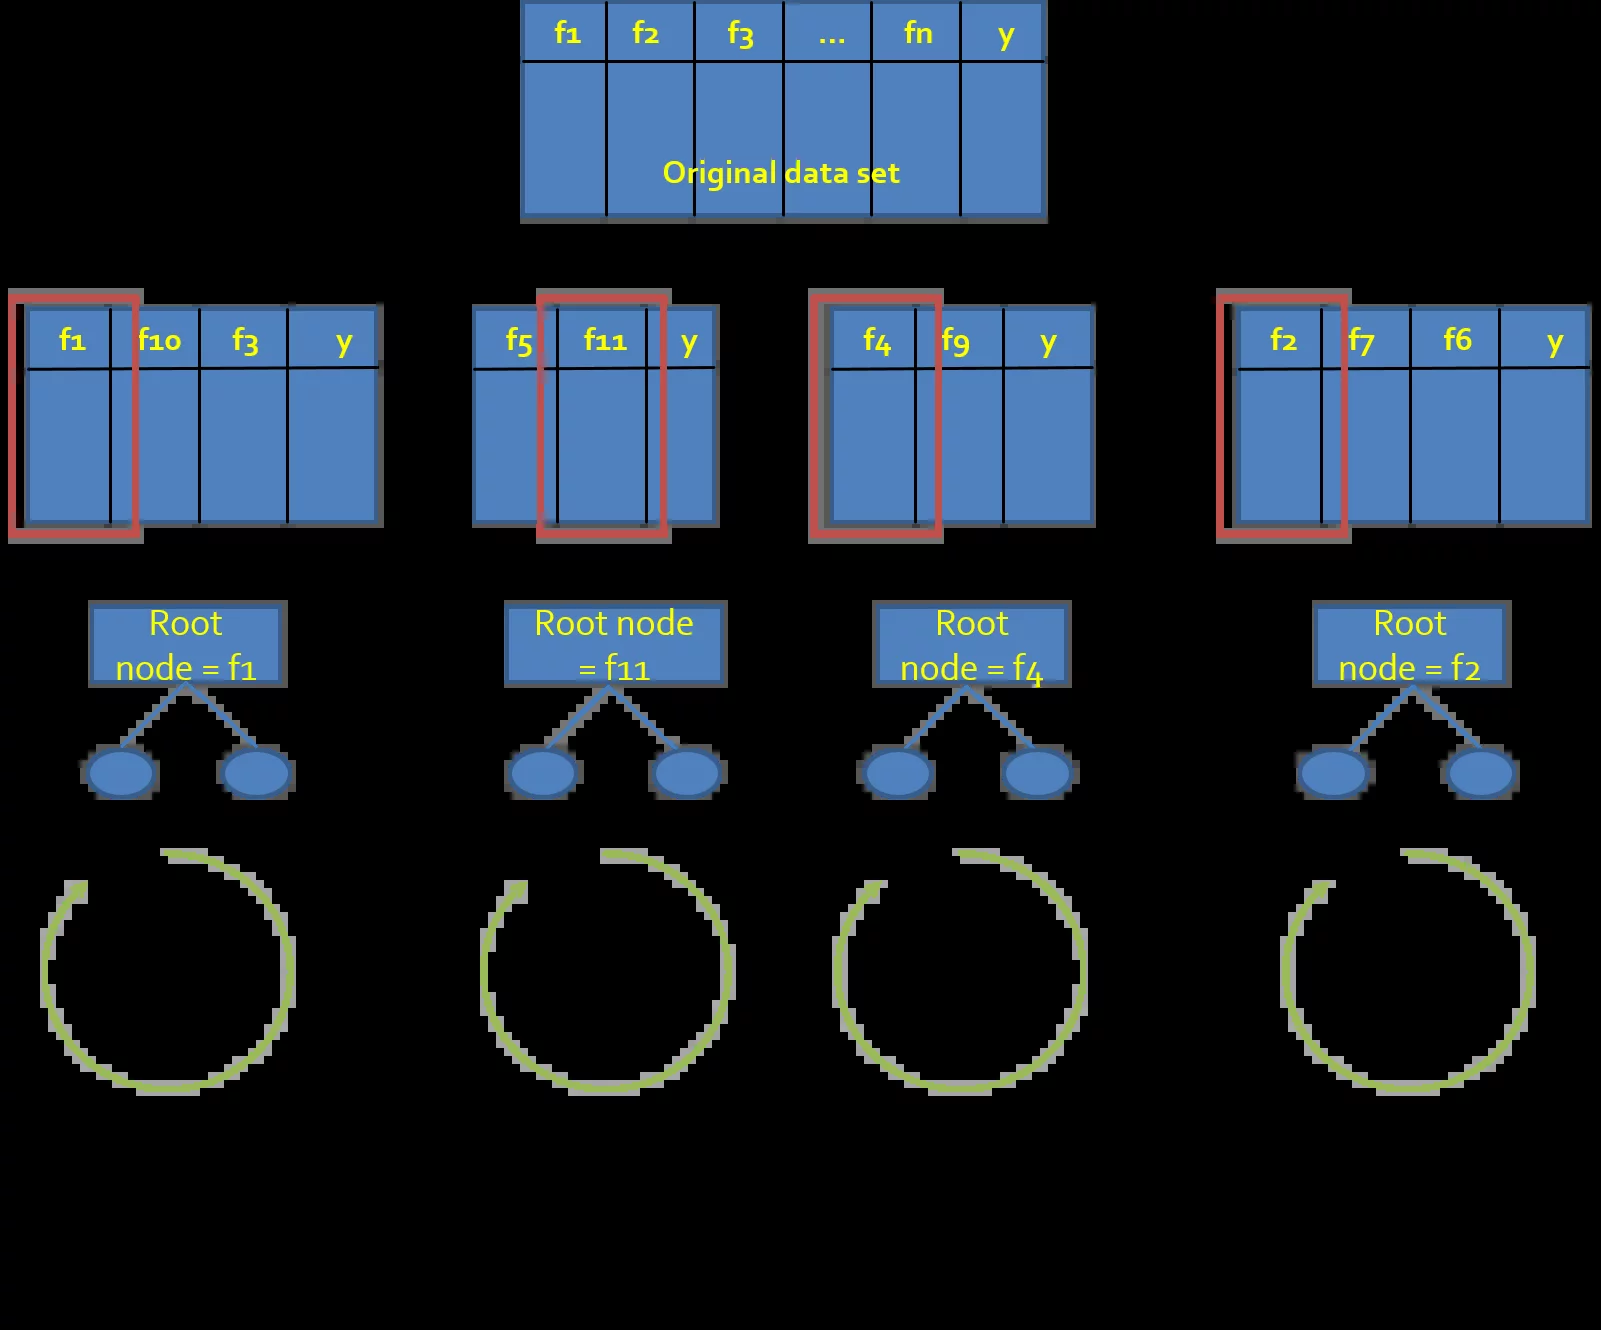 f1 f2 f3 ... fn y
Original data set
f1 f10 f3 y
f5 f11 y
f4 f9 y
f2 f7 f6 y
Root
node = f1
Root node
= f11
Root
node = f4
Root
node = f2